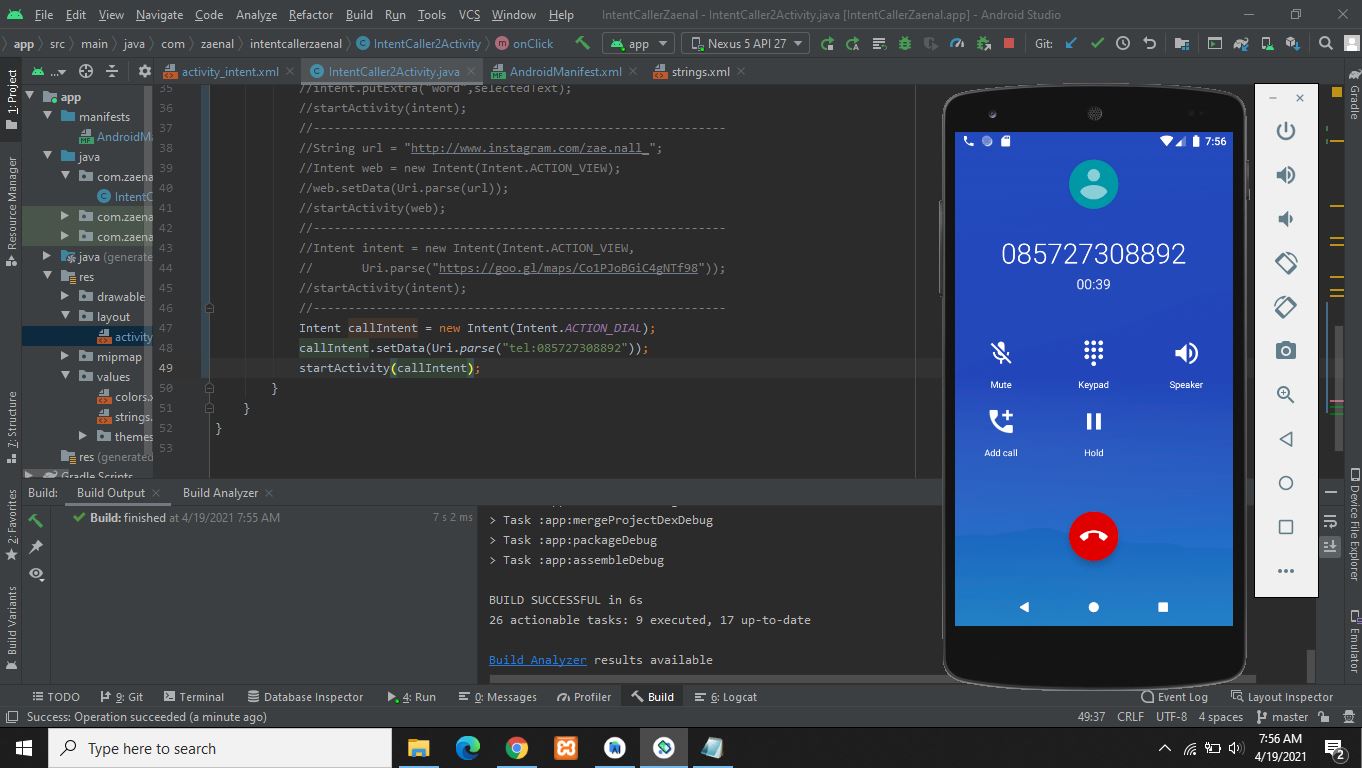 File Edit View Navigate Code Analyze Refactor Build Run Tools VCS Window Help IntentCallerZaenal - IntentCaller2Activity.java [IntentCallerZaenal.app] - Android Studio
app src main java com zaenal intentcallerzaenal IntentCaller2Activity onClick app Nexus 5 API 27 Git:
activity_intent.xml IntentCaller2Activity.java AndroidManifest.xml strings.xml
1: Project
Resource Manager
7: Structure
2: Favorites
Build Variants
app
manifests
AndroidMa
java
com.zaena
IntentC
com.zaena
com.zaena
java (generate
res
drawable
layout
activity
mipmap
values
colors.x
strings.
themes
res (generated
Gradle Scripts
35 //intent.putExtra("word",selectedText);
36 //startActivity(intent);
37 //-----------------------------------------------------------
38 //String url = "http://www.instagram.com/zae.nall_";
39 //Intent web = new Intent(Intent.ACTION_VIEW);
40 //web.setData(Uri.parse(url));
41 //startActivity(web);
42 //-----------------------------------------------------------
43 //Intent intent = new Intent(Intent.ACTION_VIEW,
44 // Uri.parse("https://goo.gl/maps/Co1PJoBGiC4gNTf98"));
45 //startActivity(intent);
46 //-----------------------------------------------------------
47 Intent callIntent = new Intent(Intent.ACTION_DIAL);
48 callIntent.setData(Uri.parse("tel:085727308892"));
49 startActivity(callIntent);
50 }
51 }
52 }
53
7:56
085727308892
00:39
Mute Keypad Speaker
Add call Hold
Gradle
Device File Explorer
Emulator
Build: Build Output Build Analyzer
Build: finished at 4/19/2021 7:55 AM 7 s 2 ms
> Task :app:mergeProjectDexDebug
> Task :app:packageDebug
> Task :app:assembleDebug
BUILD SUCCESSFUL in 6s
26 actionable tasks: 9 executed, 17 up-to-date
Build Analyzer results available
TODO 9: Git Terminal Database Inspector 4: Run 0: Messages Profiler Build 6: Logcat Event Log Layout Inspector
Success: Operation succeeded (a minute ago) 49:37 CRLF UTF-8 4 spaces master
Type here to search
7:56 AM
4/19/2021
2